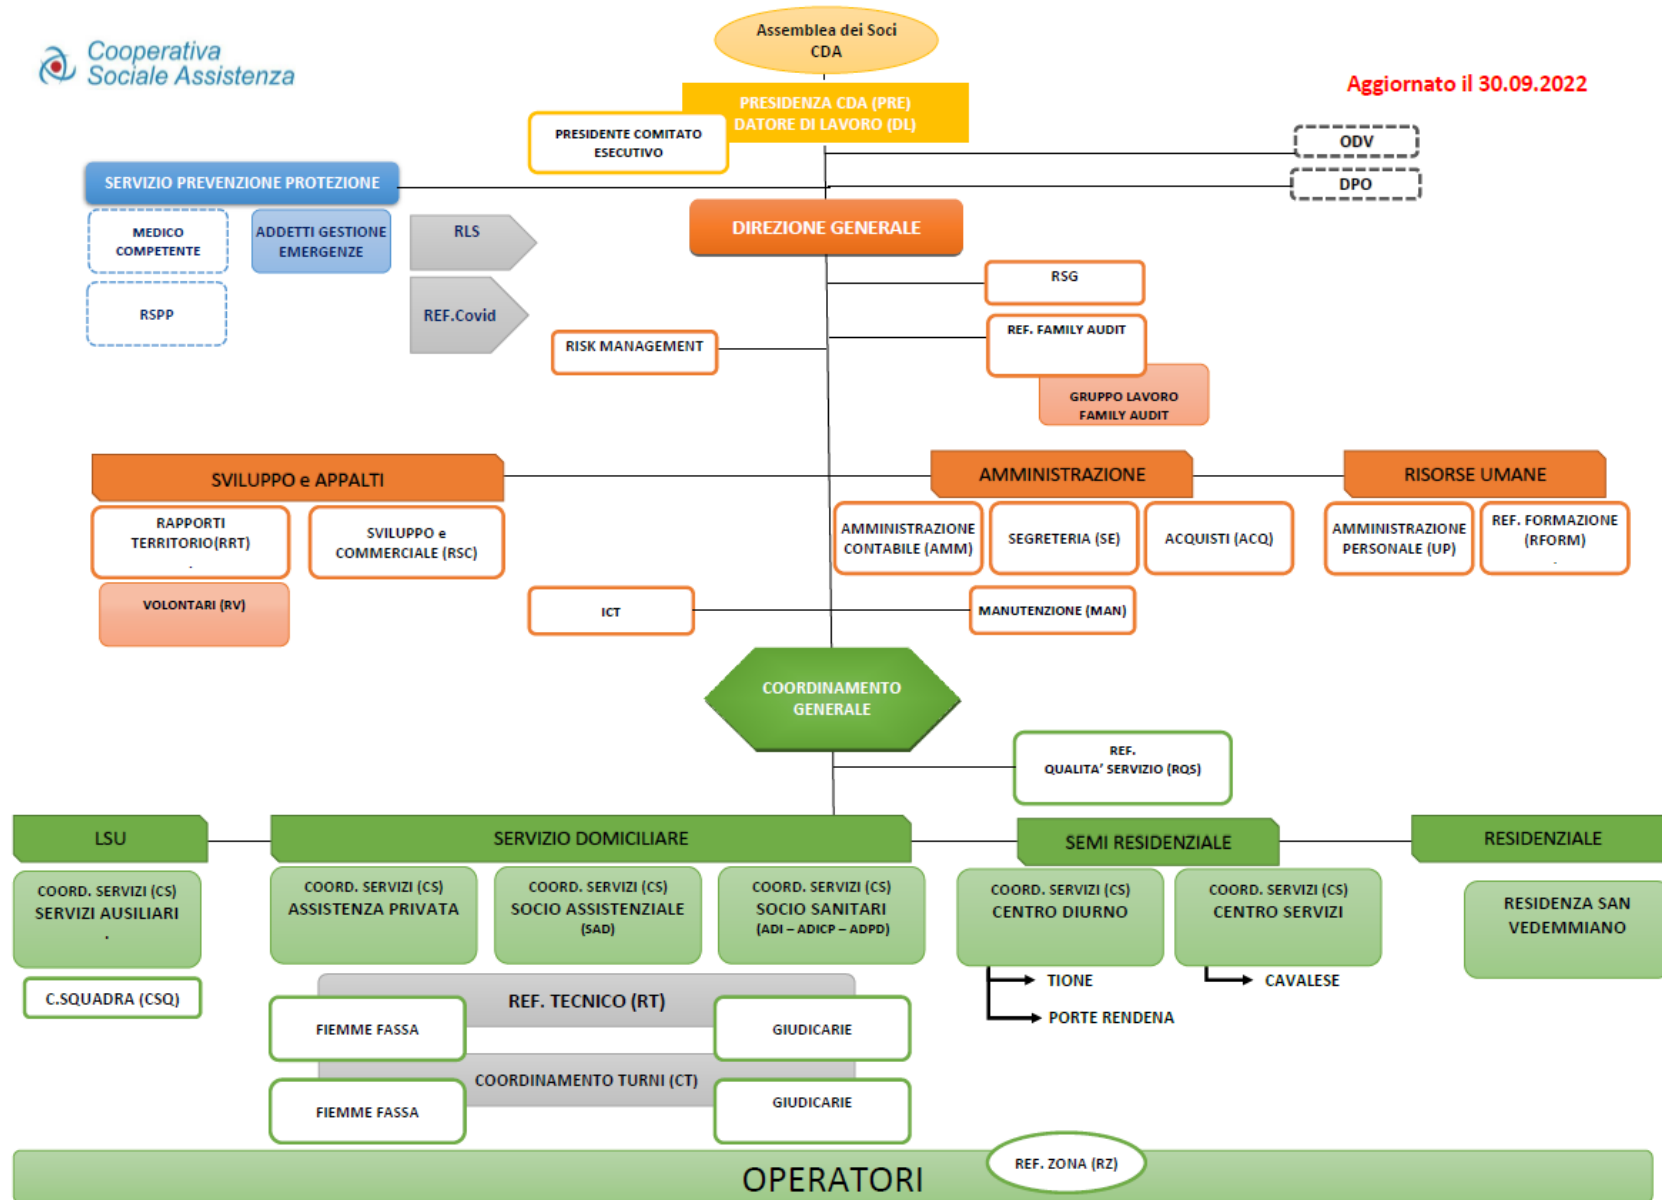 Cooperativa
Sociale Assistenza
Assemblea dei Soci
CDA
Aggiornato il 30.09.2022
PRESIDENZA CDA (PRE)
DATORE DI LAVORO (DL)
PRESIDENTE COMITATO
ESECUTIVO
ODV
DPO
SERVIZIO PREVENZIONE PROTEZIONE
MEDICO
COMPETENTE
ADDETTI GESTIONE
EMERGENZE
RLS
RSPP
REF.Covid
DIREZIONE GENERALE
RSG
RISK MANAGEMENT
REF. FAMILY AUDIT
GRUPPO LAVORO
FAMILY AUDIT
SVILUPPO e APPALTI
AMMINISTRAZIONE
RISORSE UMANE
RAPPORTI
TERRITORIO(RRT)
.
SVILUPPO e
COMMERCIALE (RSC)
AMMINISTRAZIONE
CONTABILE (AMM)
SEGRETERIA (SE)
ACQUISTI (ACQ)
AMMINISTRAZIONE
PERSONALE (UP)
REF. FORMAZIONE
(RFORM)
.
VOLONTARI (RV)
ICT
MANUTENZIONE (MAN)
COORDINAMENTO
GENERALE
REF.
QUALITA' SERVIZIO (RQS)
LSU
SERVIZIO DOMICILIARE
SEMI RESIDENZIALE
RESIDENZIALE
COORD. SERVIZI (CS)
SERVIZI AUSILIARI
.
COORD. SERVIZI (CS)
ASSISTENZA PRIVATA
COORD. SERVIZI (CS)
SOCIO ASSISTENZIALE
(SAD)
COORD. SERVIZI (CS)
SOCIO SANITARI
(ADI – ADICP – ADPD)
COORD. SERVIZI (CS)
CENTRO DIURNO
COORD. SERVIZI (CS)
CENTRO SERVIZI
RESIDENZA SAN
VEDEMMIANO
C.SQUADRA (CSQ)
TIONE
PORTE RENDENA
CAVALESE
REF. TECNICO (RT)
FIEMME FASSA
GIUDICARIE
COORDINAMENTO TURNI (CT)
FIEMME FASSA
GIUDICARIE
REF. ZONA (RZ)
OPERATORI